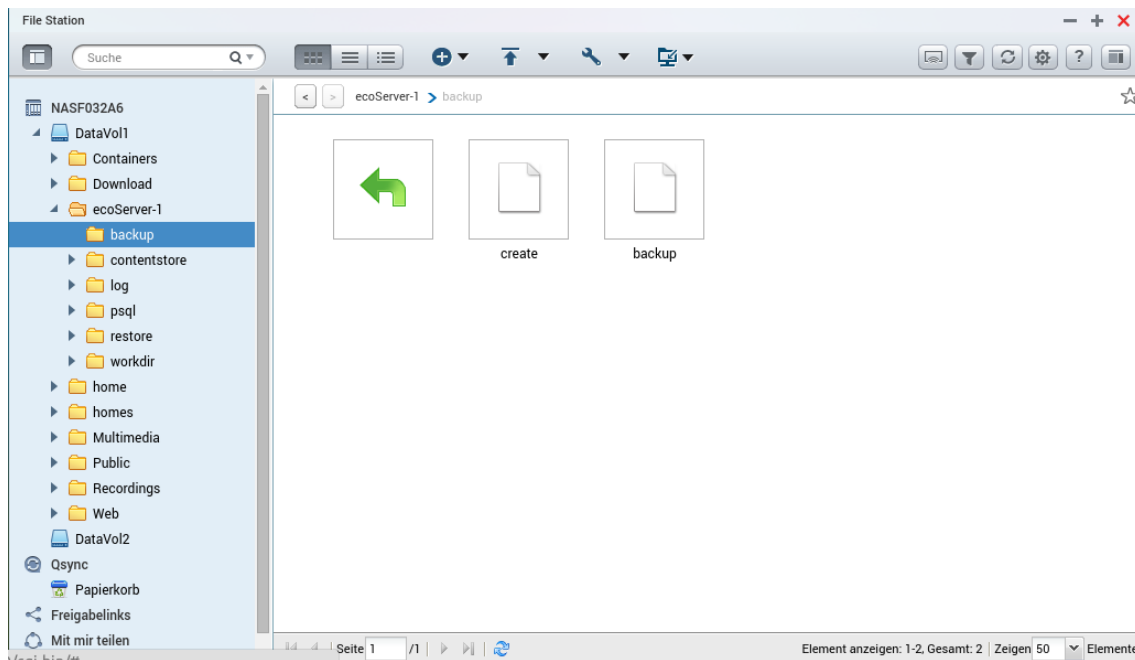 File Station
Suche
ecoServer-1 > backup
NASF032A6
DataVol1
Containers
Download
ecoServer-1
backup
contentstore
log
psql
restore
workdir
home
homes
Multimedia
Public
Recordings
Web
DataVol2
Qsync
Papierkorb
Freigabelinks
Mit mir teilen
create
backup
Seite 1 /1
Element anzeigen: 1-2, Gesamt: 2 Zeigen 50 Elemente